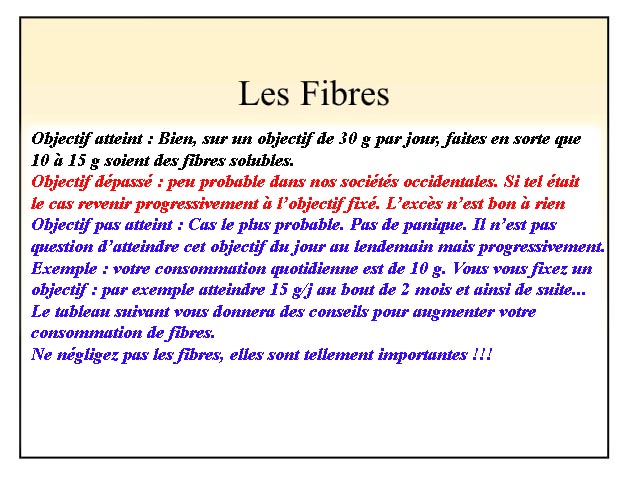 Les Fibres
Objectif atteint : Bien, sur un objectif de 30 g par jour, faites en sorte que
10 à 15 g soient des fibres solubles.
Objectif dépassé : peu probable dans nos sociétés occidentales. Si tel était
le cas revenir progressivement à l'objectif fixé. L'excès n'est bon à rien
Objectif pas atteint : Cas le plus probable. Pas de panique. Il n'est pas
question d'atteindre cet objectif du jour au lendemain mais progressivement.
Exemple : votre consommation quotidienne est de 10 g. Vous vous fixez un
objectif : par exemple atteindre 15 g/j au bout de 2 mois et ainsi de suite...
Le tableau suivant vous donnera des conseils pour augmenter votre
consommation de fibres.
Ne négligez pas les fibres, elles sont tellement importantes !!!